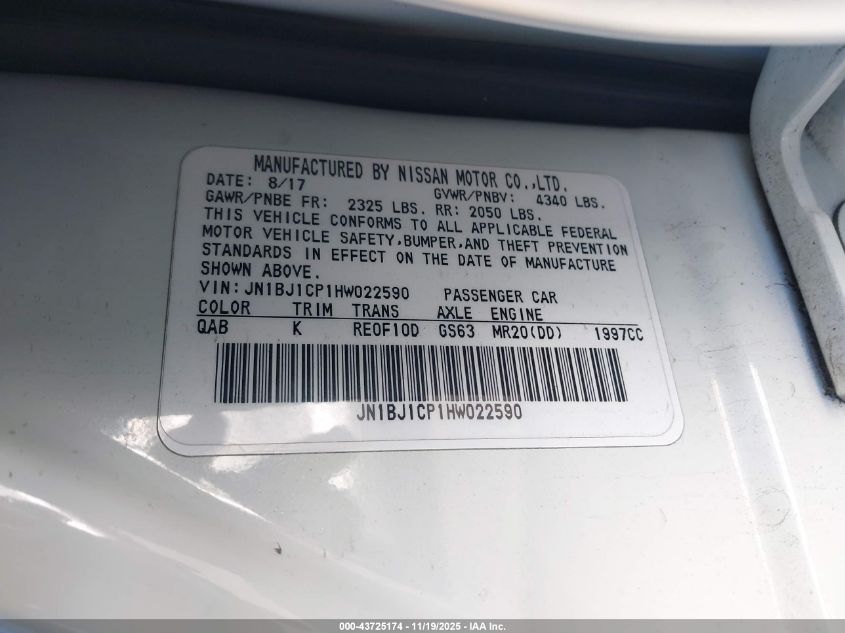 MANUFACTURED BY NISSAN MOTOR CO.,LTD.
DATE: 8/17 GVWR/PNBV: 4340 LBS.
GAWR/PNBE FR: 2325 LBS. RR: 2050 LBS.
THIS VEHICLE CONFORMS TO ALL APPLICABLE FEDERAL
MOTOR VEHICLE SAFETY,BUMPER,AND THEFT PREVENTION
STANDARDS IN EFFECT ON THE DATE OF MANUFACTURE
SHOWN ABOVE.
VIN:JN1BJ1CP1HW022590 PASSENGER CAR
COLOR TRIM TRANS AXLE ENGINE
QAB K RE0F10D GS63 MR20(DD) 1997CC
JN1BJ1CP1HW022590
000-43725174 - 11/19/2025 - IAA Inc.